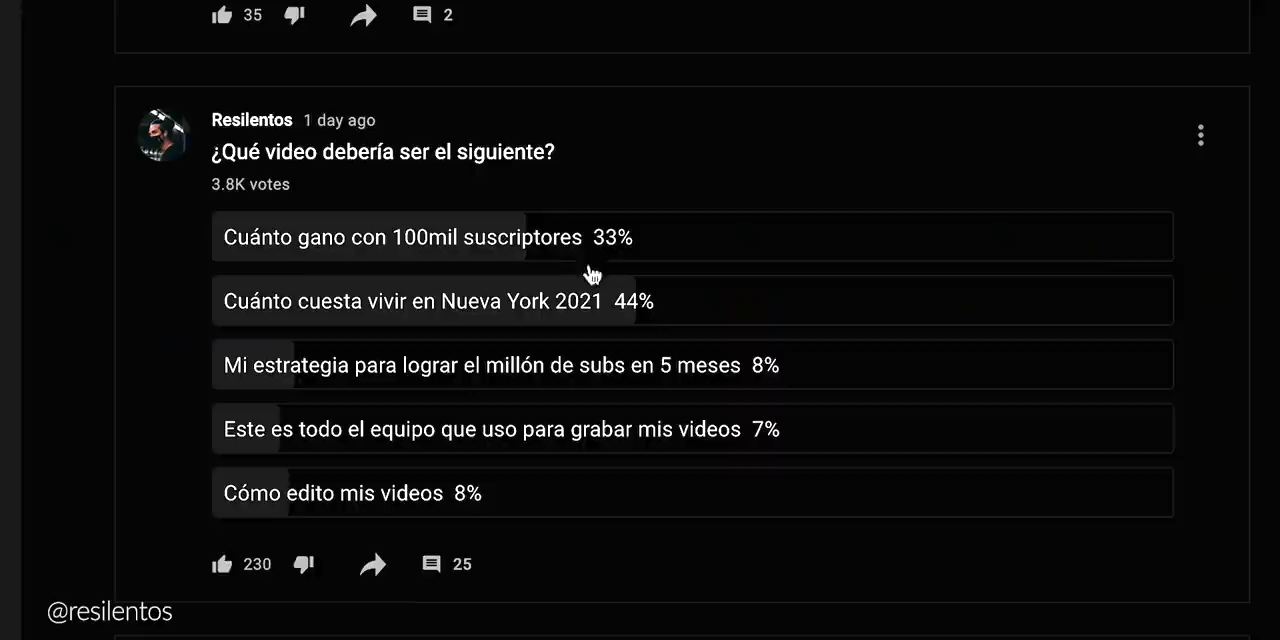 35 2
Resilentos 1 day ago
¿Qué video debería ser el siguiente?
3.8K votes
Cuánto gano con 100mil suscriptores 33%
Cuánto cuesta vivir en Nueva York 2021 44%
Mi estrategia para lograr el millón de subs en 5 meses 8%
Este es todo el equipo que uso para grabar mis videos 7%
Cómo edito mis videos 8%
230 25
@resilentos